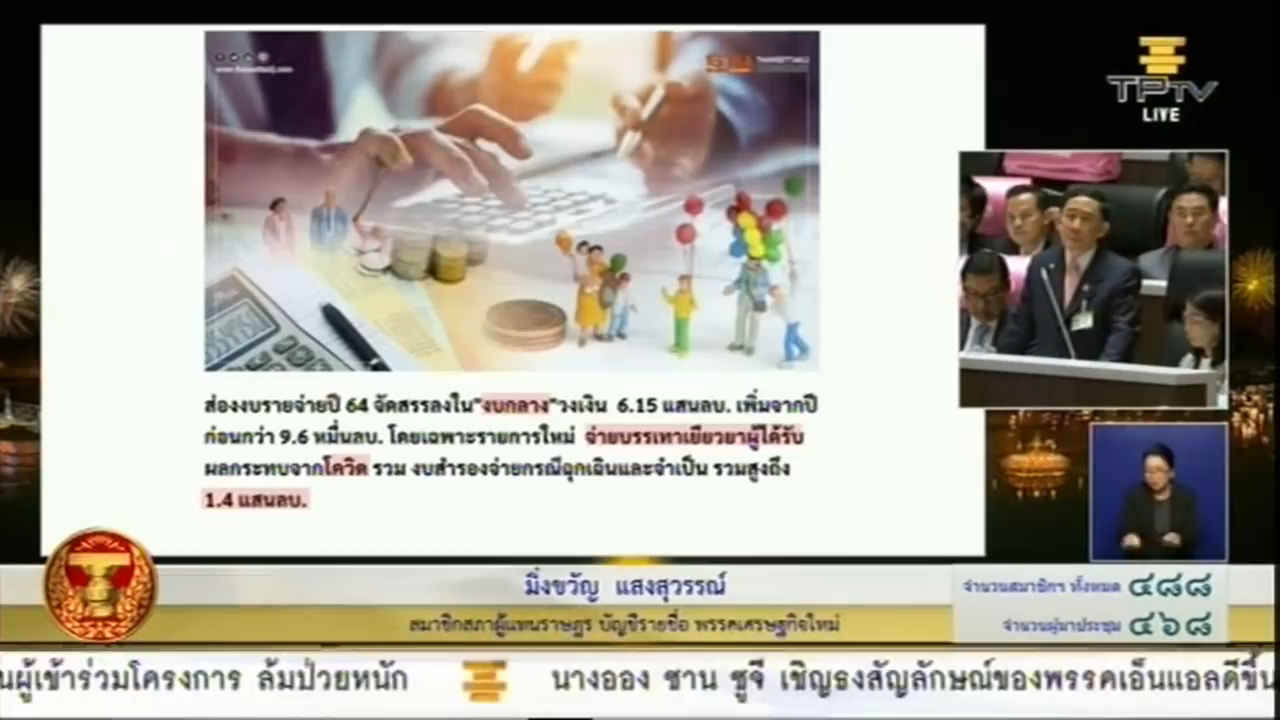 TPTV
LIVE
ส่องงบรายจ่ายปี 64 จัดสรรลงใน"งบกลาง"วงเงิน 6.15 แสนลบ. เพิ่มจากปี
ก่อนกว่า 9.6 หมื่นลบ. โดยเฉพาะรายการใหม่ จ่ายบรรเทาเยียวยาผู้ได้รับ
ผลกระทบจากโควิด รวม งบสำรองจ่ายกรณีฉุกเฉินและจำเป็น รวมสูงถึง
1.4 แสนลบ.
มิ่งขวัญ แสงสุวรรณ์
สมาชิกสภาผู้แทนราษฎร บัญชีรายชื่อ พรรคเศรษฐกิจใหม่
จำนวนสมาชิกฯ ทั้งหมด ๔๘๘
จำนวนผู้มาประชุม ๔๖๘
นผู้เข้าร่วมโครงการ ล้มป่วยหนัก นางออง ซาน ซูจี เชิญธงสัญลักษณ์ของพรรคเอ็นแอลดีขึ้น